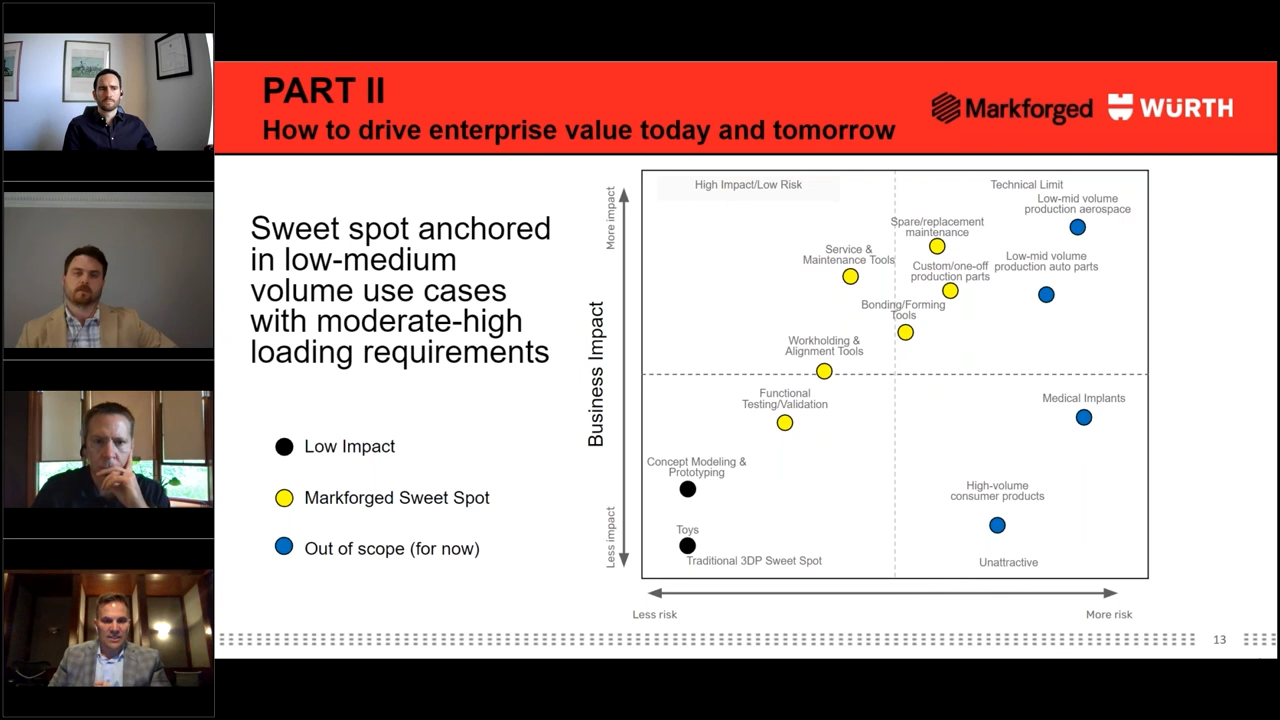 PART II
How to drive enterprise value today and tomorrow
Markforged
WÜRTH
Sweet spot anchored
in low-medium
volume use cases
with moderate-high
loading requirements
Low Impact
Markforged Sweet Spot
Out of scope (for now)
Business Impact
More impact
Less impact
High Impact/Low Risk
Technical Limit
Low-mid volume
production aerospace
Spare/replacement
maintenance
Service &
Maintenance Tools
Low-mid volume
production auto parts
Custom/one-off
production parts
Bonding/Forming
Tools
Workholding &
Alignment Tools
Functional
Testing/Validation
Medical Implants
Concept Modeling &
Prototyping
High-volume
consumer products
Toys
Traditional 3DP Sweet Spot
Unattractive
Less risk
More risk
13